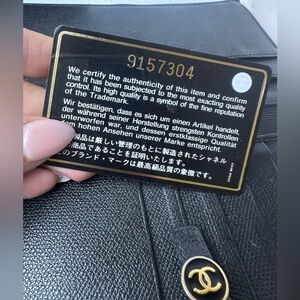 9157304
We certify the authenticity of this item and confirm
that it has been subjected to the most exacting quality
control. Its high quality is a symbol of the fine reputation
of the Trademark.
Wir bestätigen, dass es sich um einen Artikel handelt
der während seiner Herstellung strengsten Kontrollen
unterworfen war, und dessen erstklassige Qualität
dem hohen Ansehen unserer Marke entspricht.
製品は厳しい管理のもとに製造されたシャネル
商品であることを証明いたします。
のブランド・マークは最高級品質の象徴です。